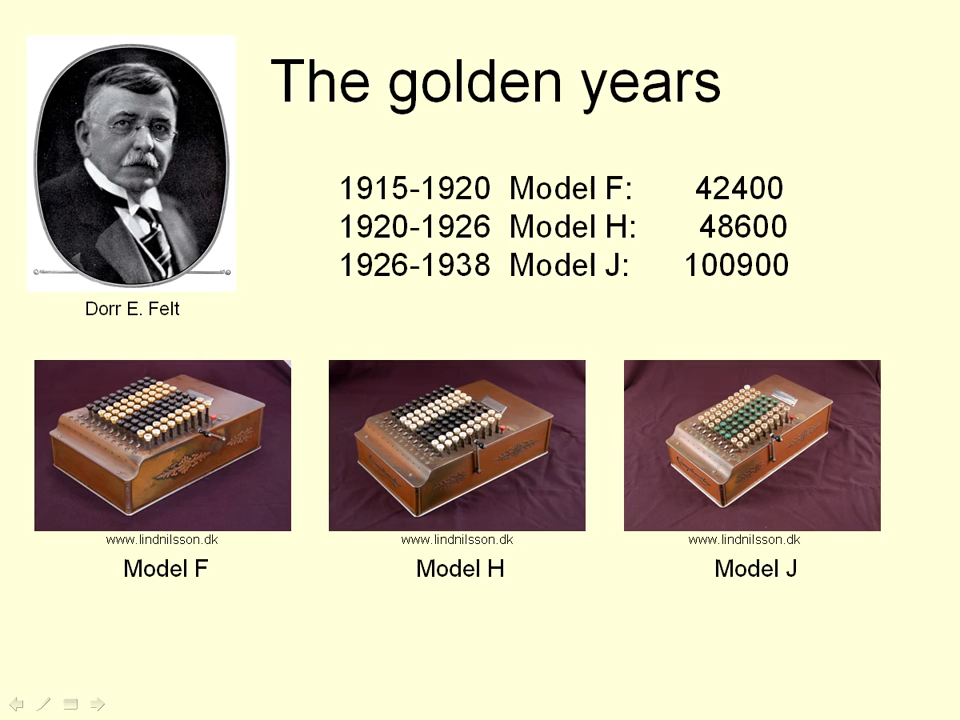 The golden years
1915-1920 Model F: 42400
1920-1926 Model H: 48600
1926-1938 Model J: 100900
Dorr E. Felt
www.lindnilsson.dk
www.lindnilsson.dk
www.lindnilsson.dk
Model F
Model H
Model J